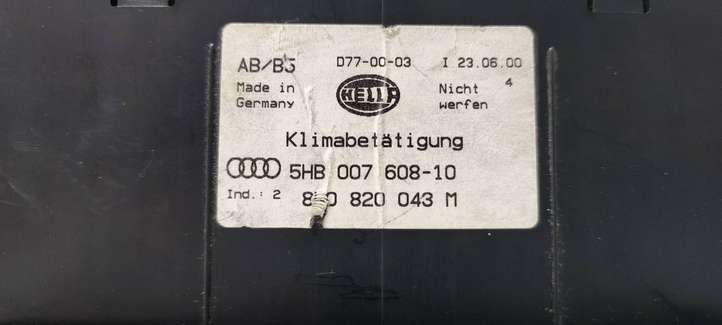 AB/B5 D77-00-03 I 23.06.00
Made in Nicht 4
Germany HELLA werfen
Klimabetätigung
5HB 007 608-10
Ind.: 2 820 043 M